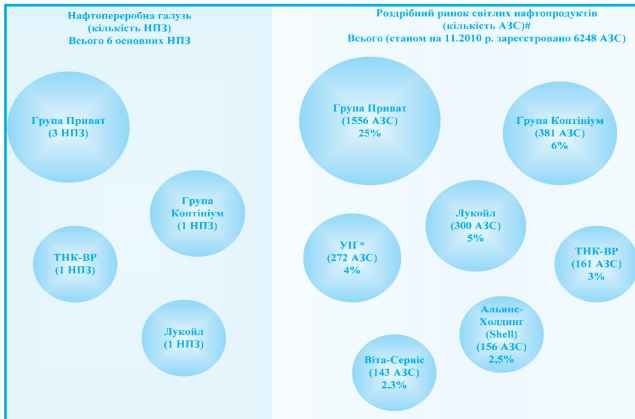 Нафтопереробна галузь
(кількість НПЗ)
Всього 6 основних НПЗ
Група Приват
(3 НПЗ)
Група
Контініум
(1 НПЗ)
ТНК-ВР
(1 НПЗ)
Лукойл
(1 НПЗ)
Роздрібний ринок світлих нафтопродуктів
(кількість АЗС)#
Всього (станом на 11.2010 р. зареєстровано 6248 АЗС)
Група Приват
(1556 АЗС)
25%
Група Контініум
(381 АЗС)
6%
Лукойл
(300 АЗС)
5%
УПГ*
(272 АЗС)
4%
ТНК-ВР
(161 АЗС)
3%
Альянс-
Холдинг
(Shell)
(156 АЗС)
2,5%
Віта-Сервіс
(143 АЗС)
2,3%